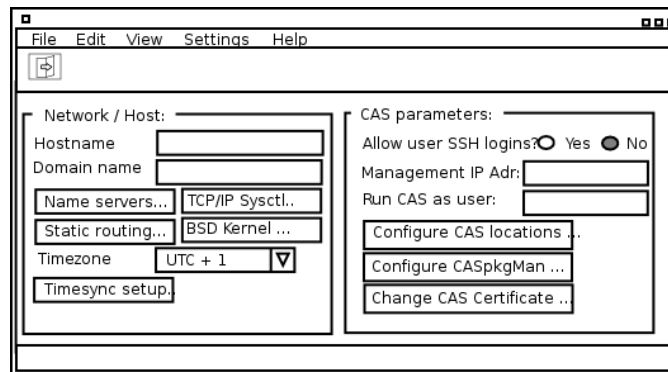 File Edit View Settings Help
Network / Host:
Hostname
Domain name
Name servers... TCP/IP Sysctl..
Static routing... BSD Kernel ...
Timezone UTC + 1
Timesync setup..
CAS parameters:
Allow user SSH logins? Yes No
Management IP Adr:
Run CAS as user:
Configure CAS locations ...
Configure CASpkgMan ...
Change CAS Certificate ...